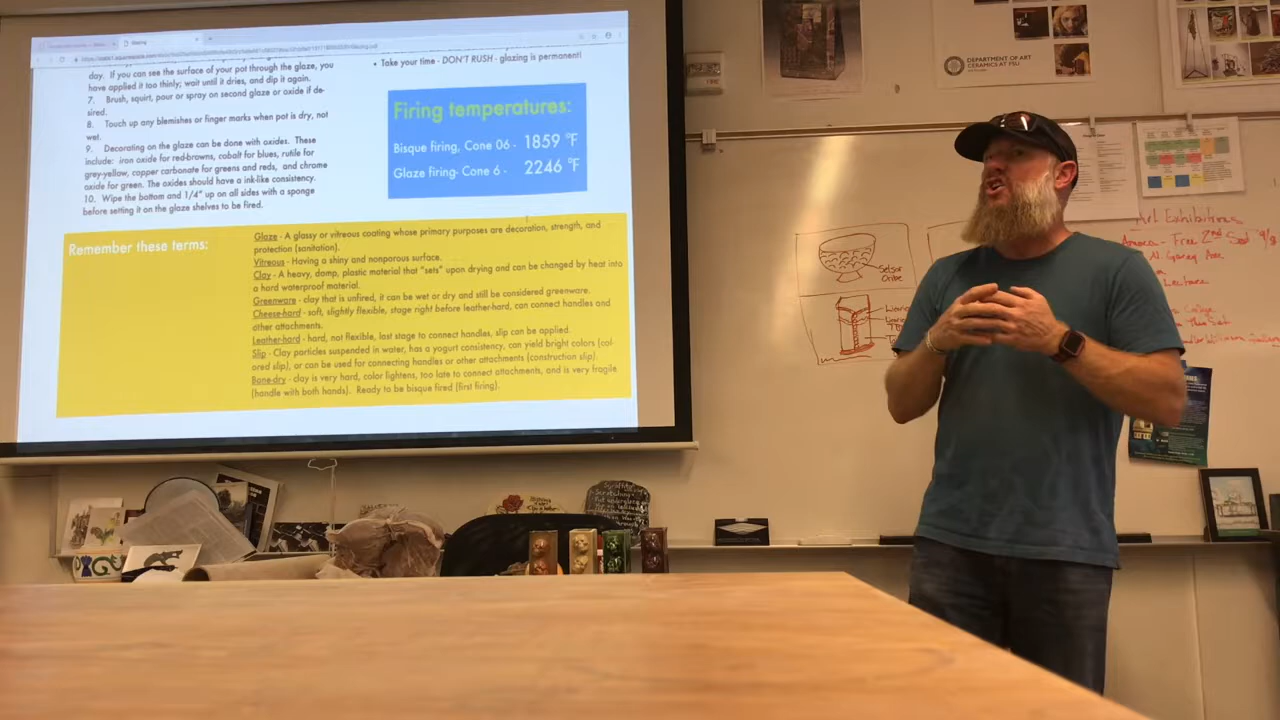 day. If you can see the surface of your pot through the glaze, you
have applied it too thinly; wait until it dries, and dip it again.
7. Brush, squirt, pour or spray on second glaze or oxide if de-
sired.
8. Touch up any blemishes or finger marks when pot is dry, not
wet.
9. Decorating on the glaze can be done with oxides. These
include: iron oxide for red-browns, cobalt for blues, rutile for
grey-yellow, copper carbonate for greens and reds, and chrome
oxide for green. The oxides should have a ink-like consistency.
10. Wipe the bottom and 1/4" up on all sides with a sponge
before setting it on the glaze shelves to be fired.
• Take your time - DON'T RUSH - glazing is permanent!
Firing temperatures:
Bisque firing, Cone 06 - 1859 °F
Glaze firing- Cone 6 - 2246 °F
Remember these terms:
Glaze - A glassy or vitreous coating whose primary purposes are decoration, strength, and
protection (sanitation).
Vitreous - Having a shiny and nonporous surface.
Clay - A heavy, damp, plastic material that "sets" upon drying and can be changed by heat into
a hard waterproof material.
Greenware - clay that is unfired, it can be wet or dry and still be considered greenware.
Cheese-hard - soft, slightly flexible, stage right before leather-hard, can connect handles and
other attachments.
Leather-hard - hard, not flexible, last stage to connect handles, slip can be applied.
Slip - Clay particles suspended in water, has a yogurt consistency, can yield bright colors (col-
ored slip), or can be used for connecting handles or other attachments (construction slip).
Bone-dry - clay is very hard, color lightens, too late to connect attachments, and is very fragile
(handle with both hands). Ready to be bisque fired (first firing).
DEPARTMENT OF ART
CERAMICS AT FSU
Art Exhibitions
2nd Sat 9/8
Lecture